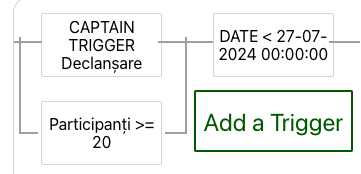 CAPTAIN
TRIGGER
Declanșare
DATE < 27-07-
2024 00:00:00
Participanți >=
20
Add a Trigger